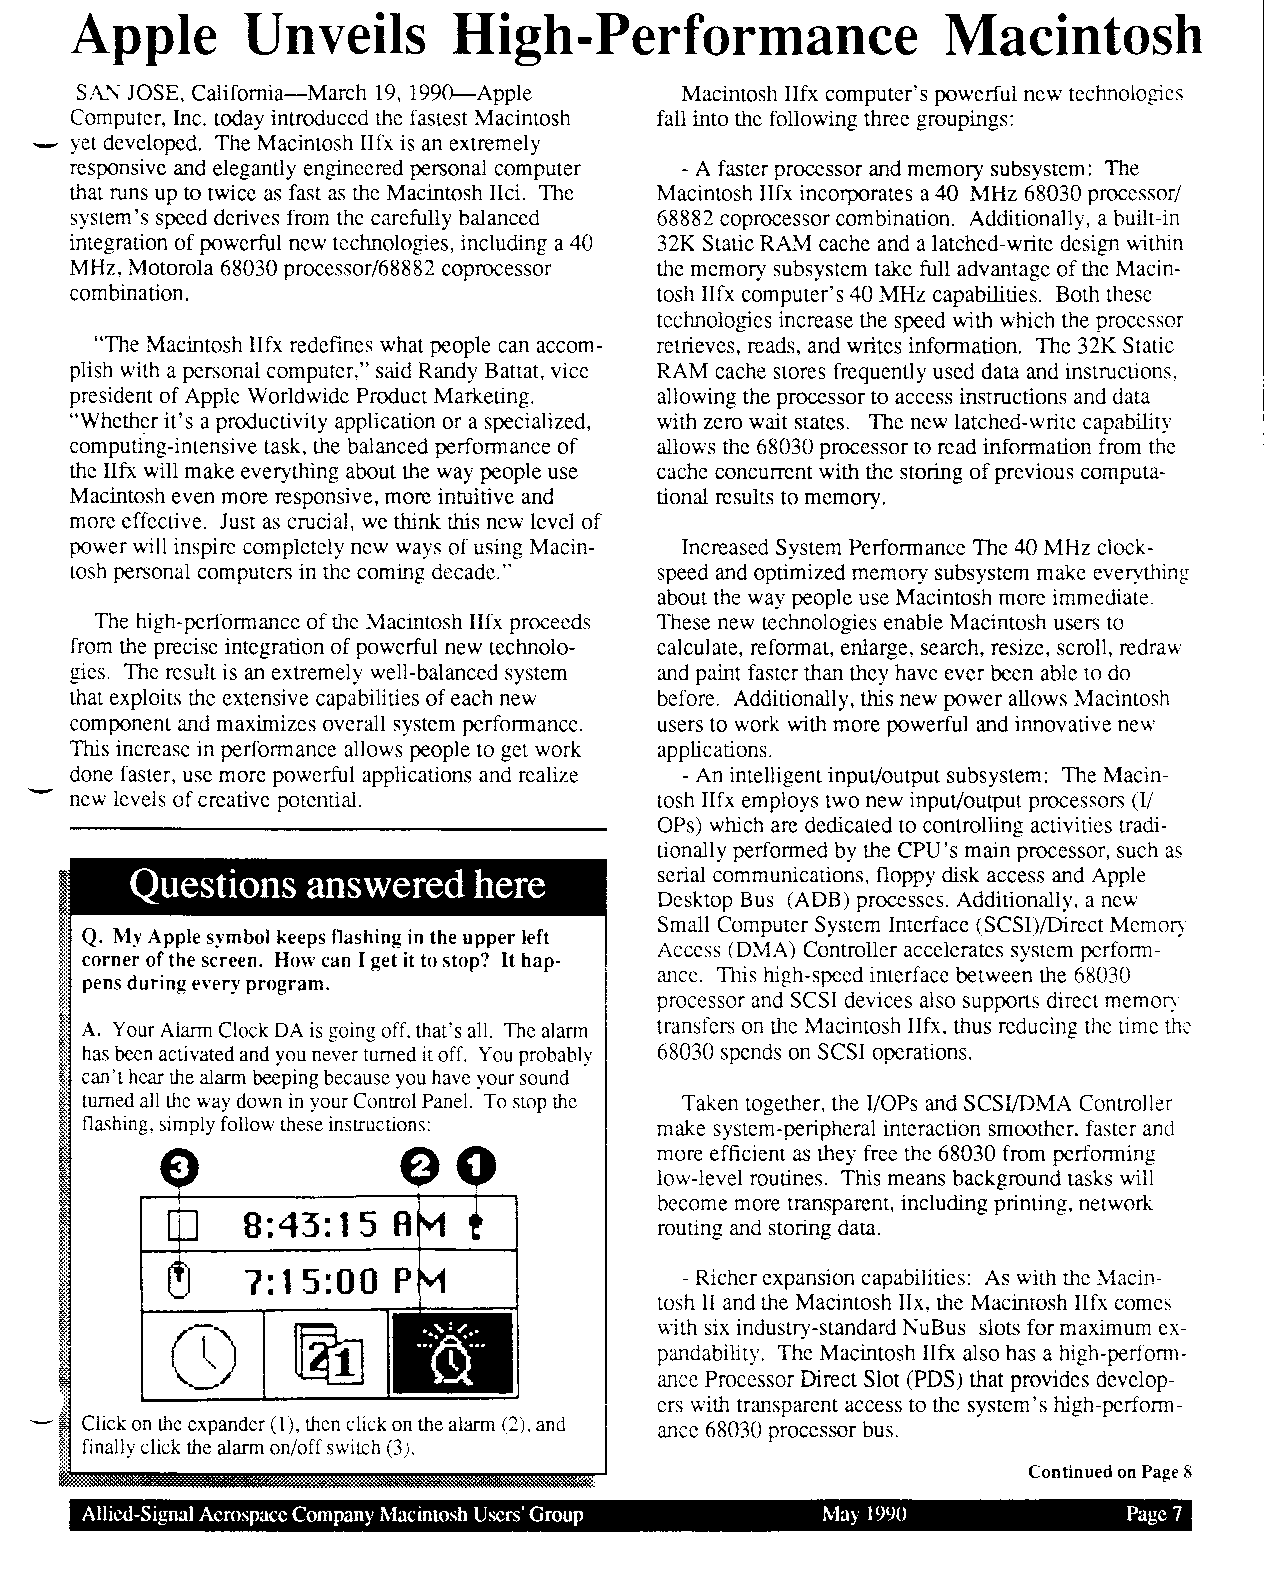 Apple Unveils High-Performance Macintosh
SAN JOSE, California—March 19, 1990—Apple
Computer, Inc. today introduced the fastest Macintosh
yet developed.  The Macintosh IIfx is an extremely
responsive and elegantly engineered personal computer
that runs up to twice as fast as the Macintosh IIci.  The
system's speed derives from the carefully balanced
integration of powerful new technologies, including a 40
MHz, Motorola 68030 processor/68882 coprocessor
combination.
"The Macintosh IIfx redefines what people can accom-
plish with a personal computer," said Randy Battat, vice
president of Apple Worldwide Product Marketing.
"Whether it's a productivity application or a specialized,
computing-intensive task, the balanced performance of
the IIfx will make everything about the way people use
Macintosh even more responsive, more intuitive and
more effective.  Just as crucial, we think this new level of
power will inspire completely new ways of using Macin-
tosh personal computers in the coming decade."
The high-performance of the Macintosh IIfx proceeds
from the precise integration of powerful new technolo-
gies.  The result is an extremely well-balanced system
that exploits the extensive capabilities of each new
component and maximizes overall system performance.
This increase in performance allows people to get work
done faster, use more powerful applications and realize
new levels of creative potential.
Questions answered here
Q.  My Apple symbol keeps flashing in the upper left
corner of the screen.  How can I get it to stop?  It hap-
pens during every program.
A.  Your Alarm Clock DA is going off, that's all.  The alarm
has been activated and you never turned it off.  You probably
can't hear the alarm beeping because you have your sound
turned all the way down in your Control Panel.  To stop the
flashing, simply follow these instructions:
3 2 1
8:43:15 AM
7:15:00 PM
21
Click on the expander (1), then click on the alarm (2), and
finally click the alarm on/off switch (3).
Macintosh IIfx computer's powerful new technologies
fall into the following three groupings:
- A faster processor and memory subsystem:  The
Macintosh IIfx incorporates a 40  MHz 68030 processor/
68882 coprocessor combination.  Additionally, a built-in
32K Static RAM cache and a latched-write design within
the memory subsystem take full advantage of the Macin-
tosh IIfx computer's 40 MHz capabilities.  Both these
technologies increase the speed with which the processor
retrieves, reads, and writes information.  The 32K Static
RAM cache stores frequently used data and instructions,
allowing the processor to access instructions and data
with zero wait states.  The new latched-write capability
allows the 68030 processor to read information from the
cache concurrent with the storing of previous computa-
tional results to memory.
Increased System Performance The 40 MHz clock-
speed and optimized memory subsystem make everything
about the way people use Macintosh more immediate.
These new technologies enable Macintosh users to
calculate, reformat, enlarge, search, resize, scroll, redraw
and paint faster than they have ever been able to do
before.  Additionally, this new power allows Macintosh
users to work with more powerful and innovative new
applications.
- An intelligent input/output subsystem:  The Macin-
tosh IIfx employs two new input/output processors (I/
OPs) which are dedicated to controlling activities tradi-
tionally performed by the CPU's main processor, such as
serial communications, floppy disk access and Apple
Desktop Bus  (ADB) processes. Additionally, a new
Small Computer System Interface (SCSI)/Direct Memory
Access (DMA) Controller accelerates system perform-
ance.  This high-speed interface between the 68030
processor and SCSI devices also supports direct memory
transfers on the Macintosh IIfx, thus reducing the time the
68030 spends on SCSI operations.
Taken together, the I/OPs and SCSI/DMA Controller
make system-peripheral interaction smoother, faster and
more efficient as they free the 68030 from performing
low-level routines.  This means background tasks will
become more transparent, including printing, network
routing and storing data.
- Richer expansion capabilities:  As with the Macin-
tosh II and the Macintosh IIx, the Macintosh IIfx comes
with six industry-standard NuBus  slots for maximum ex-
pandability.  The Macintosh IIfx also has a high-perform-
ance Processor Direct Slot (PDS) that provides develop-
ers with transparent access to the system's high-perform-
ance 68030 processor bus.
Continued on Page 8
Allied-Signal Aerospace Company Macintosh Users' Group May 1990 Page 7